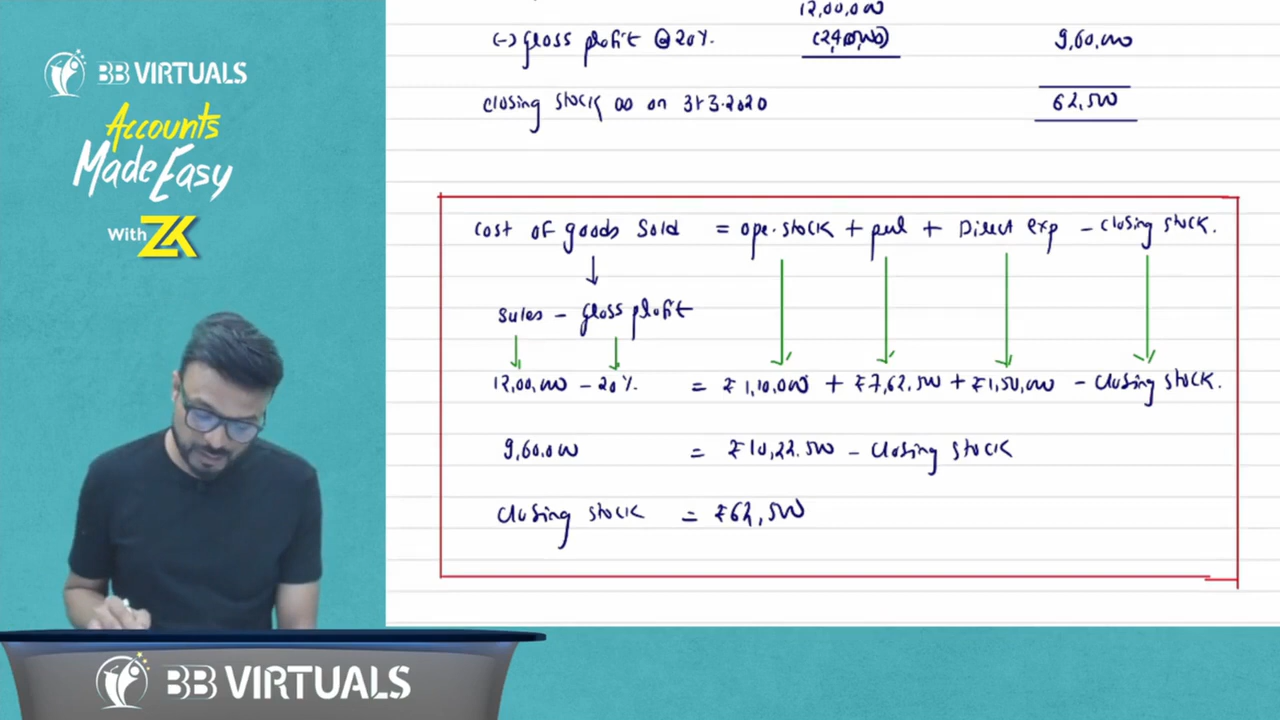 BB VIRTUALS
Accounts
Made Easy
With ZK
12,00,000
(-) gross profit @ 20%. (2,40,000) 9,60,000
closing stock as on 31.3.2020 62,500
Cost of goods Sold = ope. stock + pur + Direct exp - closing stock.
Sales - gross profit
12,00,000 - 20%. = ₹1,10,000 + ₹7,62,500 + ₹1,50,000 - closing stock.
9,60,000 = ₹10,22,500 - closing stock
closing stock = ₹62,500
BB VIRTUALS